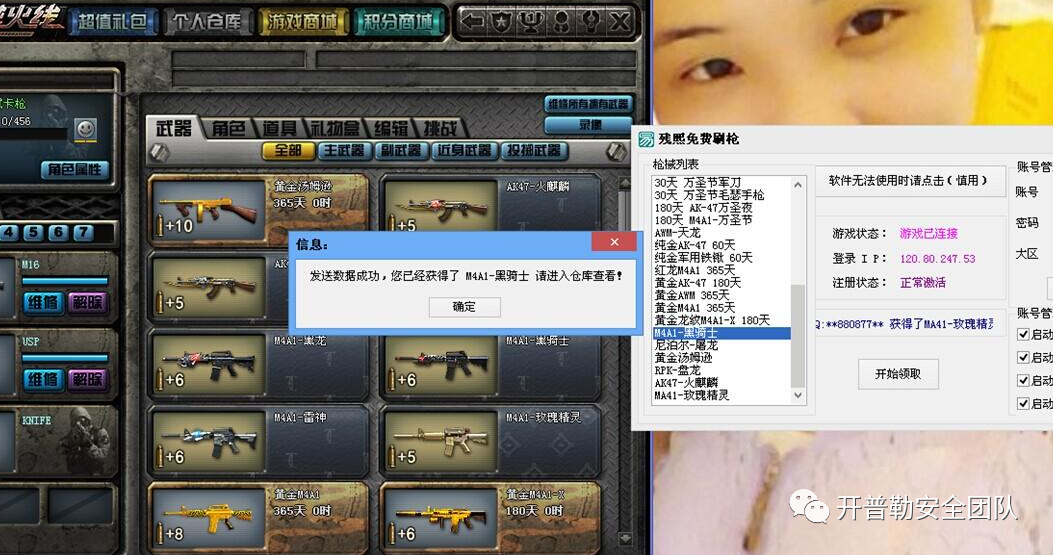 火线
超值礼包
个人仓库
游戏商城
积分商城
卡枪
0/456
角色属性
4 5 6 7
M16
维修 解除
USP
维修 解除
KNIFE
维修所有拥有武器
录像
武器 角色 道具 礼物盒 编辑 挑战
全部 主武器 副武器 近身武器 投掷武器
黄金汤姆逊
365天 0时
+10
AK47-火麒麟
+5
AK
+5
M4A1-黑龙
+6
M4A1-黑骑士
+6
M4A1-雷神
+6
M4A1-玫瑰精灵
+5
黄金M4A1
365天 0时
+8
黄金M4A1-X
180天 0时
+6
信息:
发送数据成功，您已经获得了 M4A1-黑骑士 请进入仓库查看!
确定
残熙免费刷枪
枪械列表
30天 万圣节军刀
30天 万圣节毛瑟手枪
180天 AK-47万圣夜
180天 M4A1-万圣节
AWM-天龙
纯金AK-47 60天
纯金军用铁锹 60天
红龙M4A1 365天
黄金AK-47 180天
黄金AWM 365天
黄金M4A1 365天
黄金龙纹M4A1-X 180天
M4A1-黑骑士
尼泊尔-屠龙
黄金汤姆逊
RPK-盘龙
AK47-火麒麟
MA41-玫瑰精灵
软件无法使用时请点击（慎用）
游戏状态： 游戏已连接
登录ＩＰ： 120.80.247.53
注册状态： 正常激活
Q:**880877** 获得了MA41-玫瑰精灵
开始领取
账号管
账号
密码
大区
账号管
启动
启动
启动
启动
开普勒安全团队